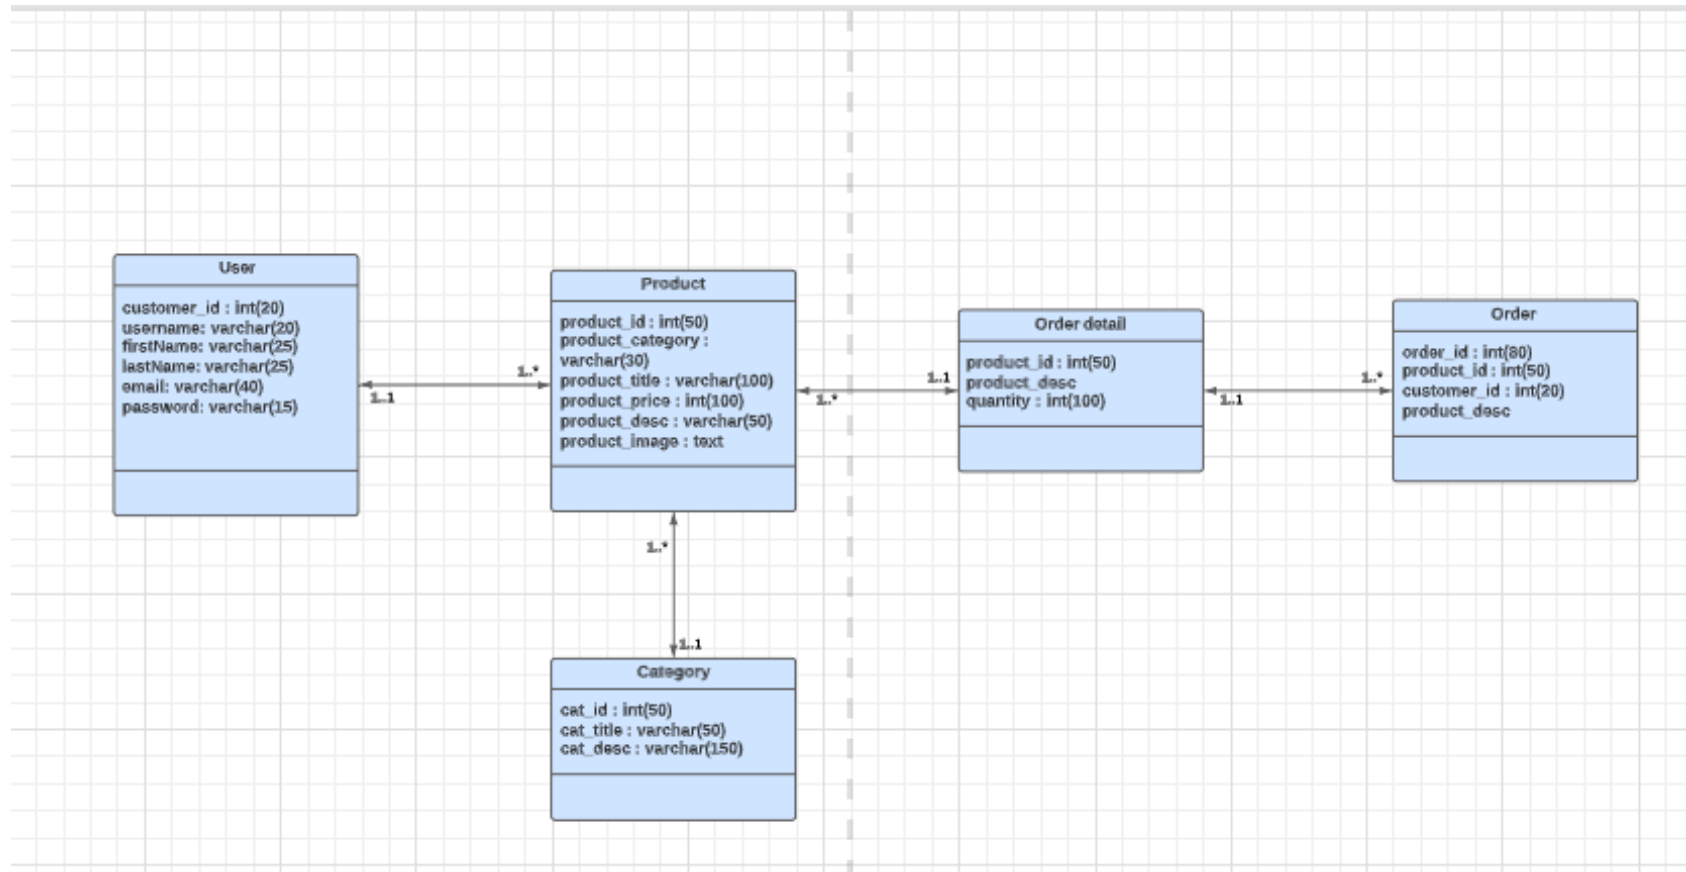 User
customer_id : int(20)
username: varchar(20)
firstName: varchar(25)
lastName: varchar(25)
email: varchar(40)
password: varchar(15)
1..1
1..*
Product
product_id : int(50)
product_category :
varchar(30)
product_title : varchar(100)
product_price : int(100)
product_desc : varchar(50)
product_image : text
1..*
1..1
Order detail
product_id : int(50)
product_desc
quantity : int(100)
1..1
1..*
Order
order_id : int(80)
product_id : int(50)
customer_id : int(20)
product_desc
1..*
1..1
Category
cat_id : int(50)
cat_title : varchar(50)
cat_desc : varchar(150)